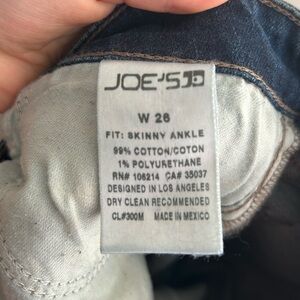 JOE'S
W 26
FIT: SKINNY ANKLE
99% COTTON/COTON
1% POLYURETHANE
RN# 106214 CA# 35037
DESIGNED IN LOS ANGELES
DRY CLEAN RECOMMENDED
CL#300M MADE IN MEXICO